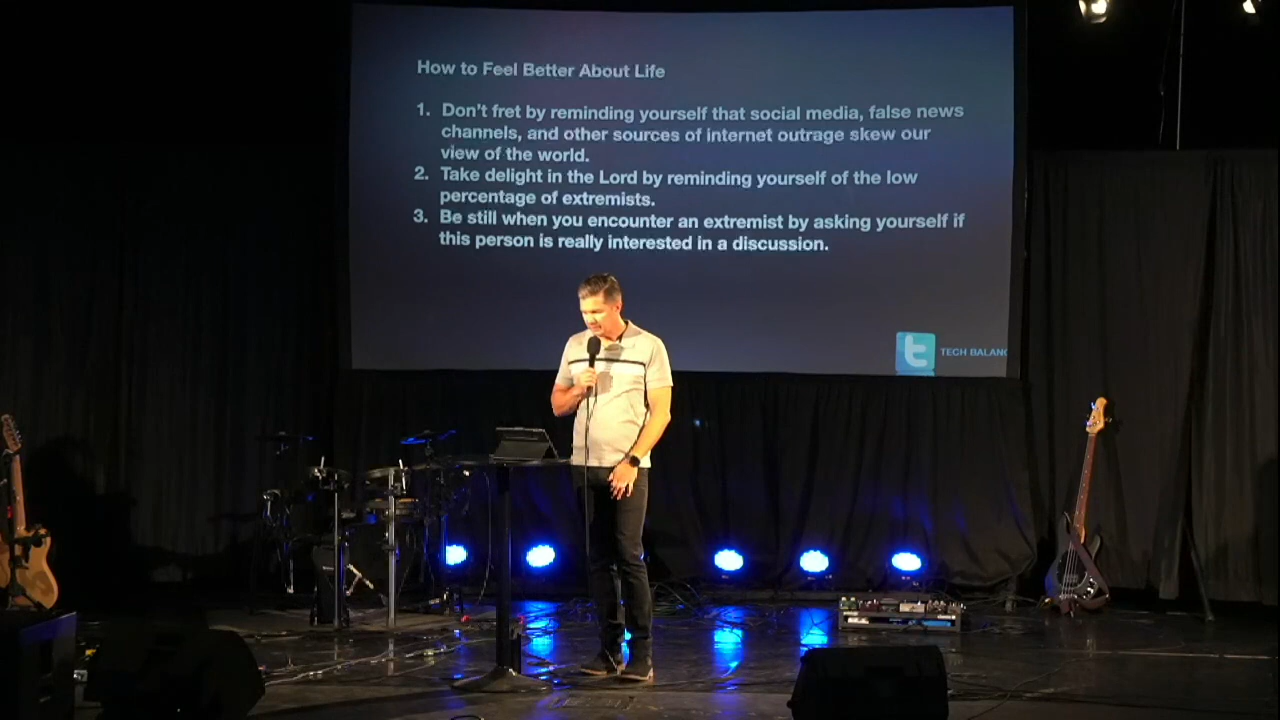 How to Feel Better About Life
1. Don't fret by reminding yourself that social media, false news
channels, and other sources of internet outrage skew our
view of the world.
2. Take delight in the Lord by reminding yourself of the low
percentage of extremists.
3. Be still when you encounter an extremist by asking yourself if
this person is really interested in a discussion.
t TECH BALANC